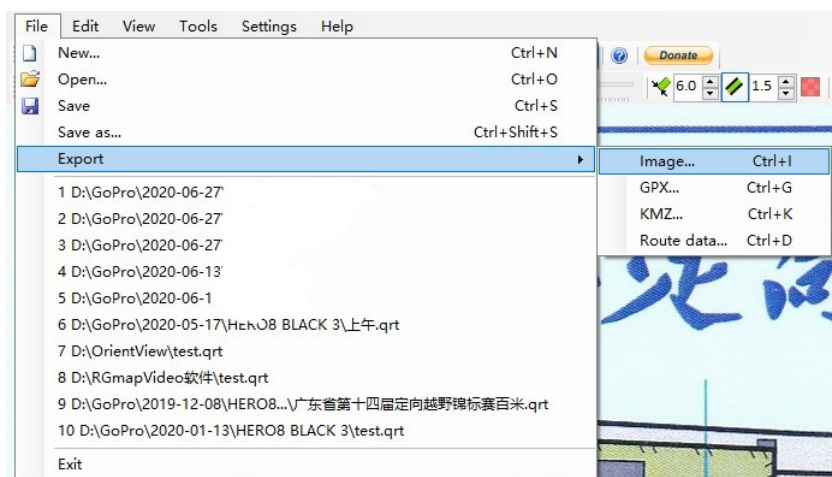 File Edit View Tools Settings Help
New... Ctrl+N
Donate
Open... Ctrl+O
6.0 1.5
Save Ctrl+S
Save as... Ctrl+Shift+S
Export
Image... Ctrl+I
1 D:\GoPro\2020-06-27
GPX... Ctrl+G
2 D:\GoPro\2020-06-27
KMZ... Ctrl+K
3 D:\GoPro\2020-06-27
Route data... Ctrl+D
4 D:\GoPro\2020-06-13
5 D:\GoPro\2020-06-1
6 D:\GoPro\2020-05-17\HERO8 BLACK 3\上午.qrt
7 D:\OrientView\test.qrt
8 D:\RGmapVideo软件\test.qrt
9 D:\GoPro\2019-12-08\HERO8...\广东省第十四届定向越野锦标赛百米.qrt
10 D:\GoPro\2020-01-13\HERO8 BLACK 3\test.qrt
Exit